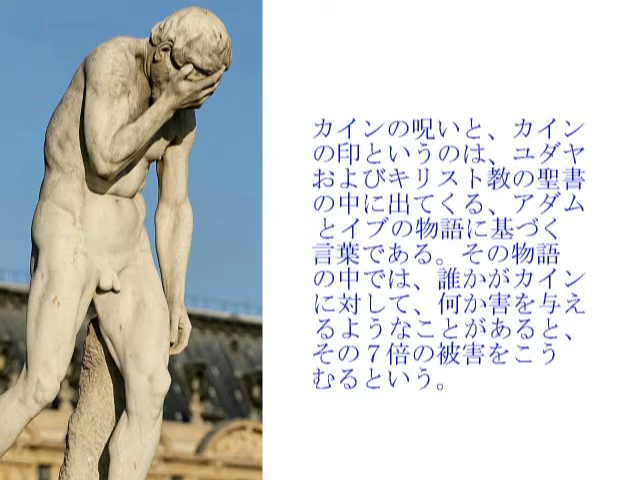 カインの呪いと、カイン
の印というのは、ユダヤ
およびキリスト教の聖書
の中に出てくる、アダム
とイブの物語に基づく
言葉である。その物語
の中では、誰かがカイン
に対して、何か害を与え
るようなことがあると、
その７倍の被害をこう
むるという。